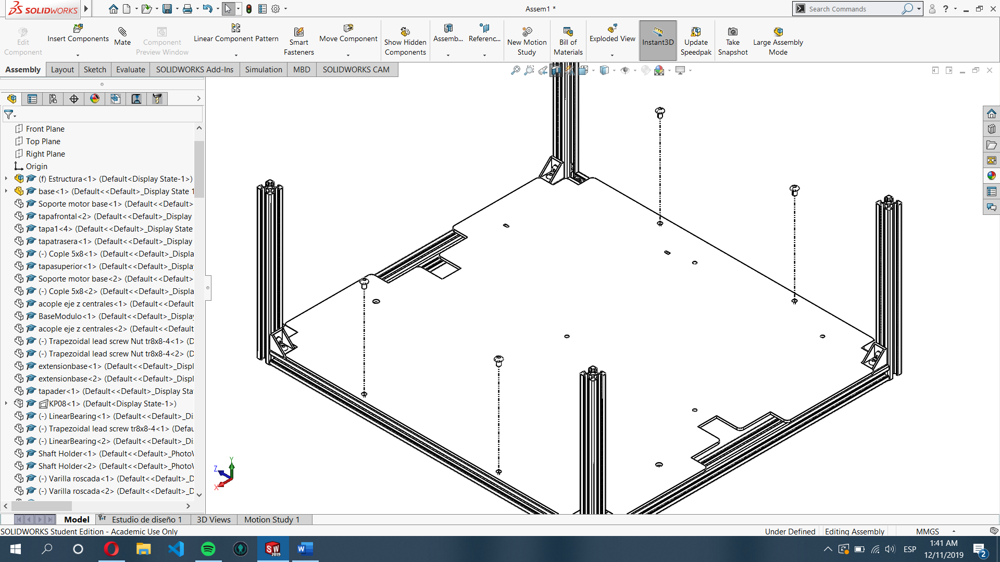 SOLIDWORKS
Assem1 *
Search Commands
Edit Component
Insert Components
Mate
Component Preview Window
Linear Component Pattern
Smart Fasteners
Move Component
Show Hidden Components
Assemb...
Referenc...
New Motion Study
Bill of Materials
Exploded View
Instant3D
Update Speedpak
Take Snapshot
Large Assembly Mode
Assembly
Layout
Sketch
Evaluate
SOLIDWORKS Add-Ins
Simulation
MBD
SOLIDWORKS CAM
Front Plane
Top Plane
Right Plane
Origin
(f) Estructura<1> (Default<Display State-1>)
base<1> (Default<<Default>_Display State 1
Soporte motor base<1> (Default<<Default>
tapafrontal<2> (Default<<Default>_Display
tapa1<4> (Default<<Default>_Display State
tapatrasera<1> (Default<<Default>_Display
(-) Cople 5x8<1> (Default<<Default>_Displa
tapasuperior<1> (Default<<Default>_Displa
Soporte motor base<2> (Default<<Default>
(-) Cople 5x8<2> (Default<<Default>_Displa
acople eje z centrales<1> (Default<<Default
BaseModulo<1> (Default<<Default>_Display
acople eje z centrales<2> (Default<<Default
(-) Trapezoidal lead screw Nut tr8x8-4<1> (D
(-) Trapezoidal lead screw Nut tr8x8-4<2> (D
extensionbase<1> (Default<<Default>_Displ
extensionbase<2> (Default<<Default>_Displ
tapader<1> (Default<<Default>_Display Sta
KP08<1> (Default<Display State-1>)
(-) LinearBearing<1> (Default<<Default>_Di
(-) Trapezoidal lead screw tr8x8-4<1> (Defau
(-) LinearBearing<2> (Default<<Default>_Di
Shaft Holder<1> (Default<<Default>_PhotoW
Shaft Holder<2> (Default<<Default>_PhotoW
(-) Varilla roscada<1> (Default<<Default>_D
(-) Varilla roscada<2> (Default<<Default>_D
Y
Z
X
Model
Estudio de diseño 1
3D Views
Motion Study 1
SOLIDWORKS Student Edition - Academic Use Only
Under Defined
Editing Assembly
MMGS
SW 2019
W
ESP
1:41 AM
12/11/2019
2